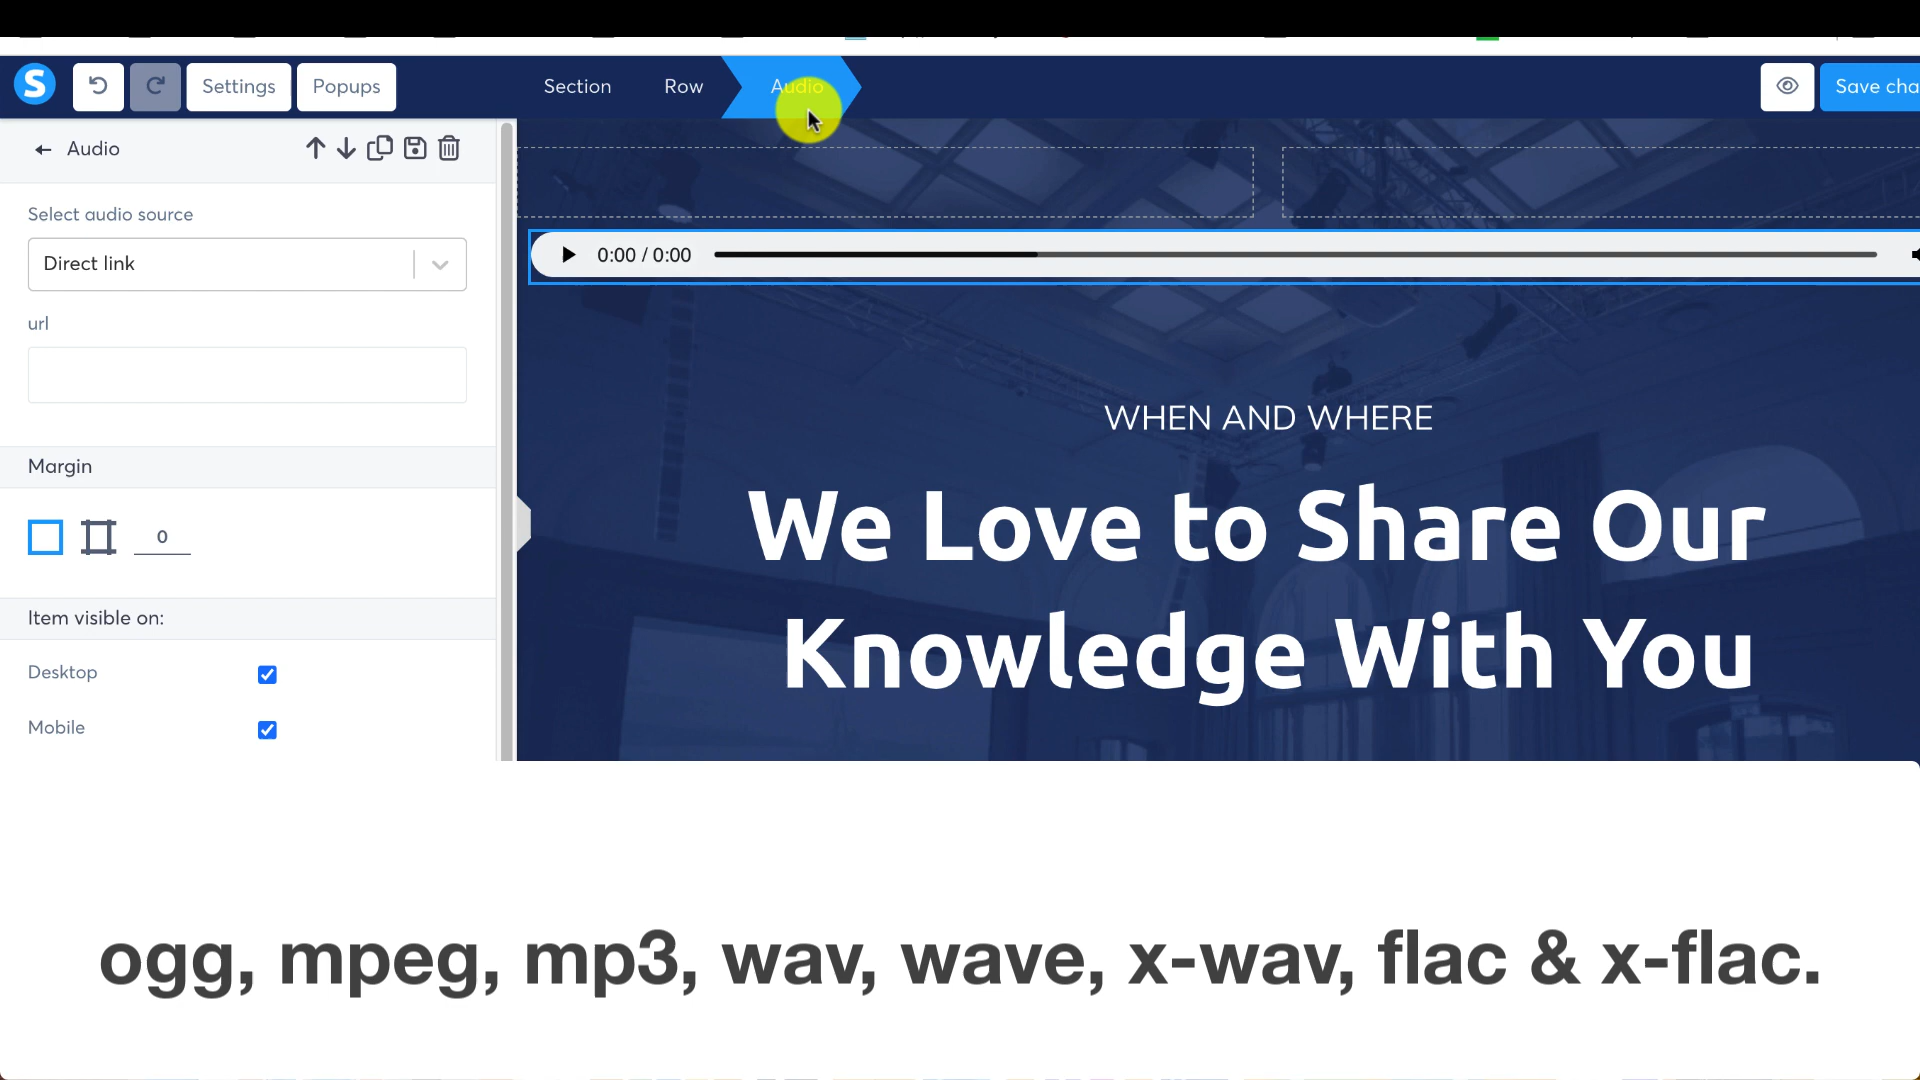 S
Settings
Popups
Section
Row
Audio
Save cha
Audio
Select audio source
Direct link
0:00 / 0:00
url
Margin
0
Item visible on:
Desktop
Mobile
WHEN AND WHERE
We Love to Share Our
Knowledge With You
ogg, mpeg, mp3, wav, wave, x-wav, flac & x-flac.